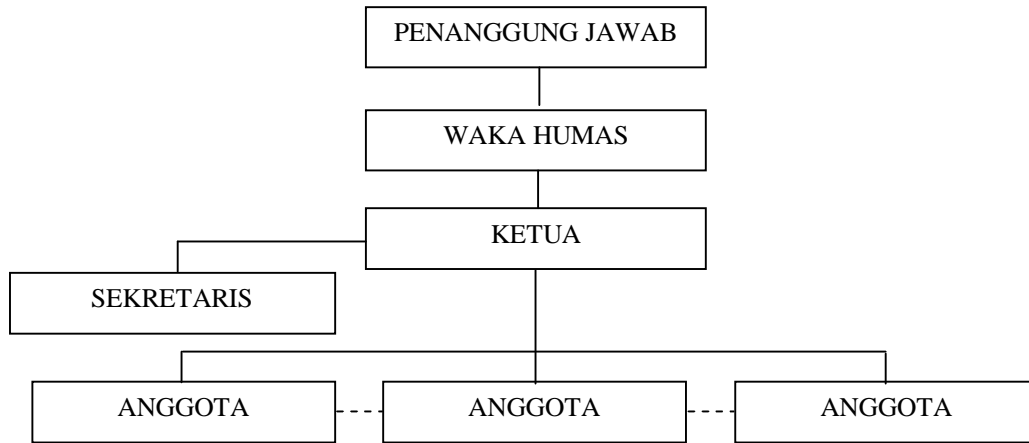 PENANGGUNG JAWAB
WAKA HUMAS
KETUA
SEKRETARIS
ANGGOTA
ANGGOTA
ANGGOTA